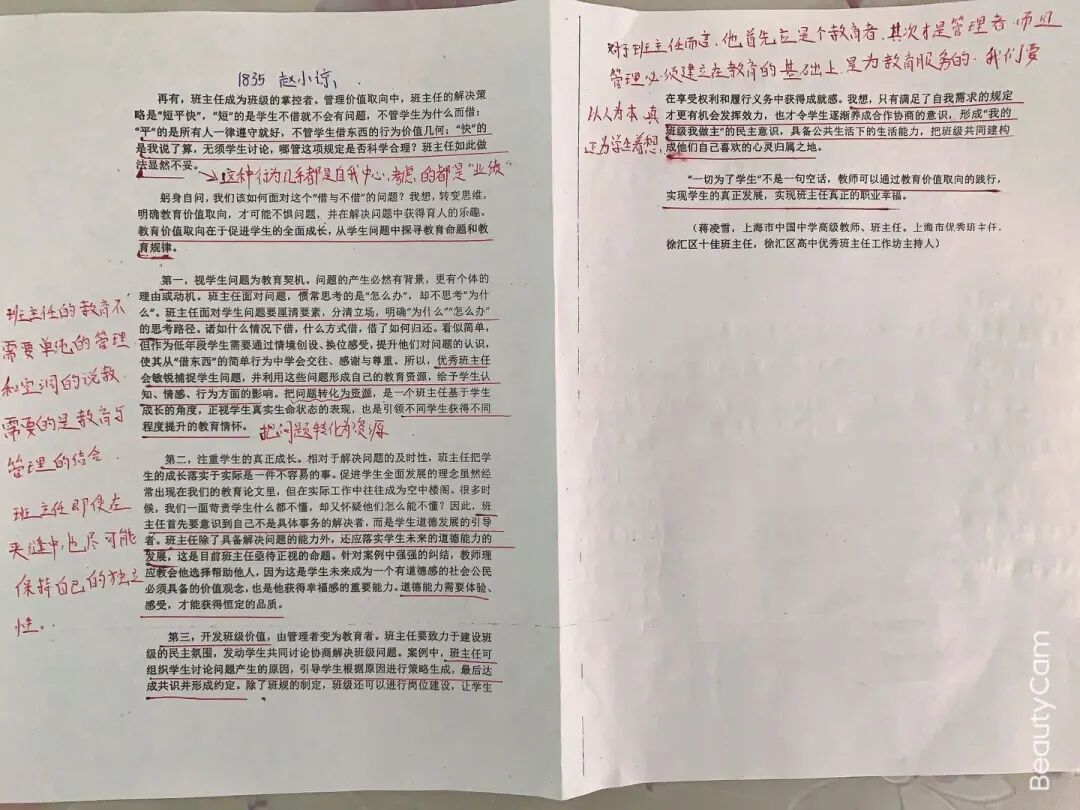 1835 赵小诗
再有，班主任成为班级的掌控者。管理价值取向中，班主任的解决策
略是“短平快”，“短”的是学生不借就不会有问题，不管学生为什么而借；
“平”的是所有人一律遵守就好，不管学生借东西的行为价值几何；“快”的
是我说了算，无须学生讨论，哪管这项规定是否科学合理？班主任如此做
法显然不妥。
这种行为几乎都是自我中心，考虑的都是“业绩”
躬身自问，我们该如何面对这个“借与不借”的问题？我想，转变思维，
明确教育价值取向，才可能不惧问题，并在解决问题中获得育人的乐趣。
教育价值取向在于促进学生的全面成长，从学生问题中探寻教育命题和教
育规律。
第一，视学生问题为教育契机。问题的产生必然有背景，更有个体的
理由或动机。班主任面对问题，惯常思考的是“怎么办”，却不思考“为什
么”。班主任面对学生问题要厘清要素，分清立场，明确“为什么”“怎么办”
的思考路径。诸如什么情况下借，什么方式借，借了如何归还。看似简单，
但作为低年段学生需要通过情境创设、换位感受，提升他们对问题的认识，
使其从“借东西”的简单行为中学会交往、感谢与尊重。所以，优秀班主任
会敏锐捕捉学生问题，并利用这些问题形成自己的教育资源，给予学生认
知、情感、行为方面的影响。把问题转化为资源，是一个班主任基于学生
成长的角度，正视学生真实生命状态的表现，也是引领不同学生获得不同
程度提升的教育情怀。
把问题转化为资源
班主任的教育不
需要单纯的管理
和空洞的说教
需要的是教育与
管理的结合
班主任即使在
夹缝中，也尽可能
保持自己的独立
性。
第二，注重学生的真正成长。相对于解决问题的及时性，班主任把学
生的成长落实于实际是一件不容易的事。促进学生全面发展的理念虽然经
常出现在我们的教育论文里，但在实际工作中往往成为空中楼阁。很多时
候，我们一面苛责学生什么都不懂，却又怀疑他们怎么能不懂？因此，班
主任首先要意识到自己不是具体事务的解决者，而是学生道德发展的引导
者。班主任除了具备解决问题的能力外，还应落实学生未来的道德能力的
发展，这是目前班主任亟待正视的命题。针对案例中强强的纠结，教师理
应教会他选择帮助他人，因为这是学生未来成为一个有道德感的社会公民
必须具备的价值观念，也是他获得幸福感的重要能力。道德能力需要体验、
感受，才能获得恒定的品质。
第三，开发班级价值，由管理者变为教育者。班主任要致力于建设班
级的民主氛围，发动学生共同讨论协商解决班级问题。案例中，班主任可
组织学生讨论问题产生的原因，引导学生根据原因进行策略生成，最后达
成共识并形成约定。除了班规的制定，班级还可以进行岗位建设，让学生
对于班主任而言，他首先应是个教育者，其次才是管理者，而且
管理必须建立在教育的基础上，是为教育服务的．我们要
以人为本，真
正为学生着想
在享受权利和履行义务中获得成就感。我想，只有满足了自我需求的规定
才更有机会发挥效力，也才令学生逐渐养成合作协商的意识，形成“我的
班级我做主”的民主意识，具备公共生活下的生活能力，把班级共同建构
成他们自己喜欢的心灵归属之地。
“一切为了学生”不是一句空话，教师可以通过教育价值取向的践行，
实现学生的真正发展，实现班主任真正的职业幸福。
（蒋凌雪，上海市中国中学高级教师、班主任。上海市优秀班主任，
徐汇区十佳班主任，徐汇区高中优秀班主任工作坊主持人）
BeautyCam